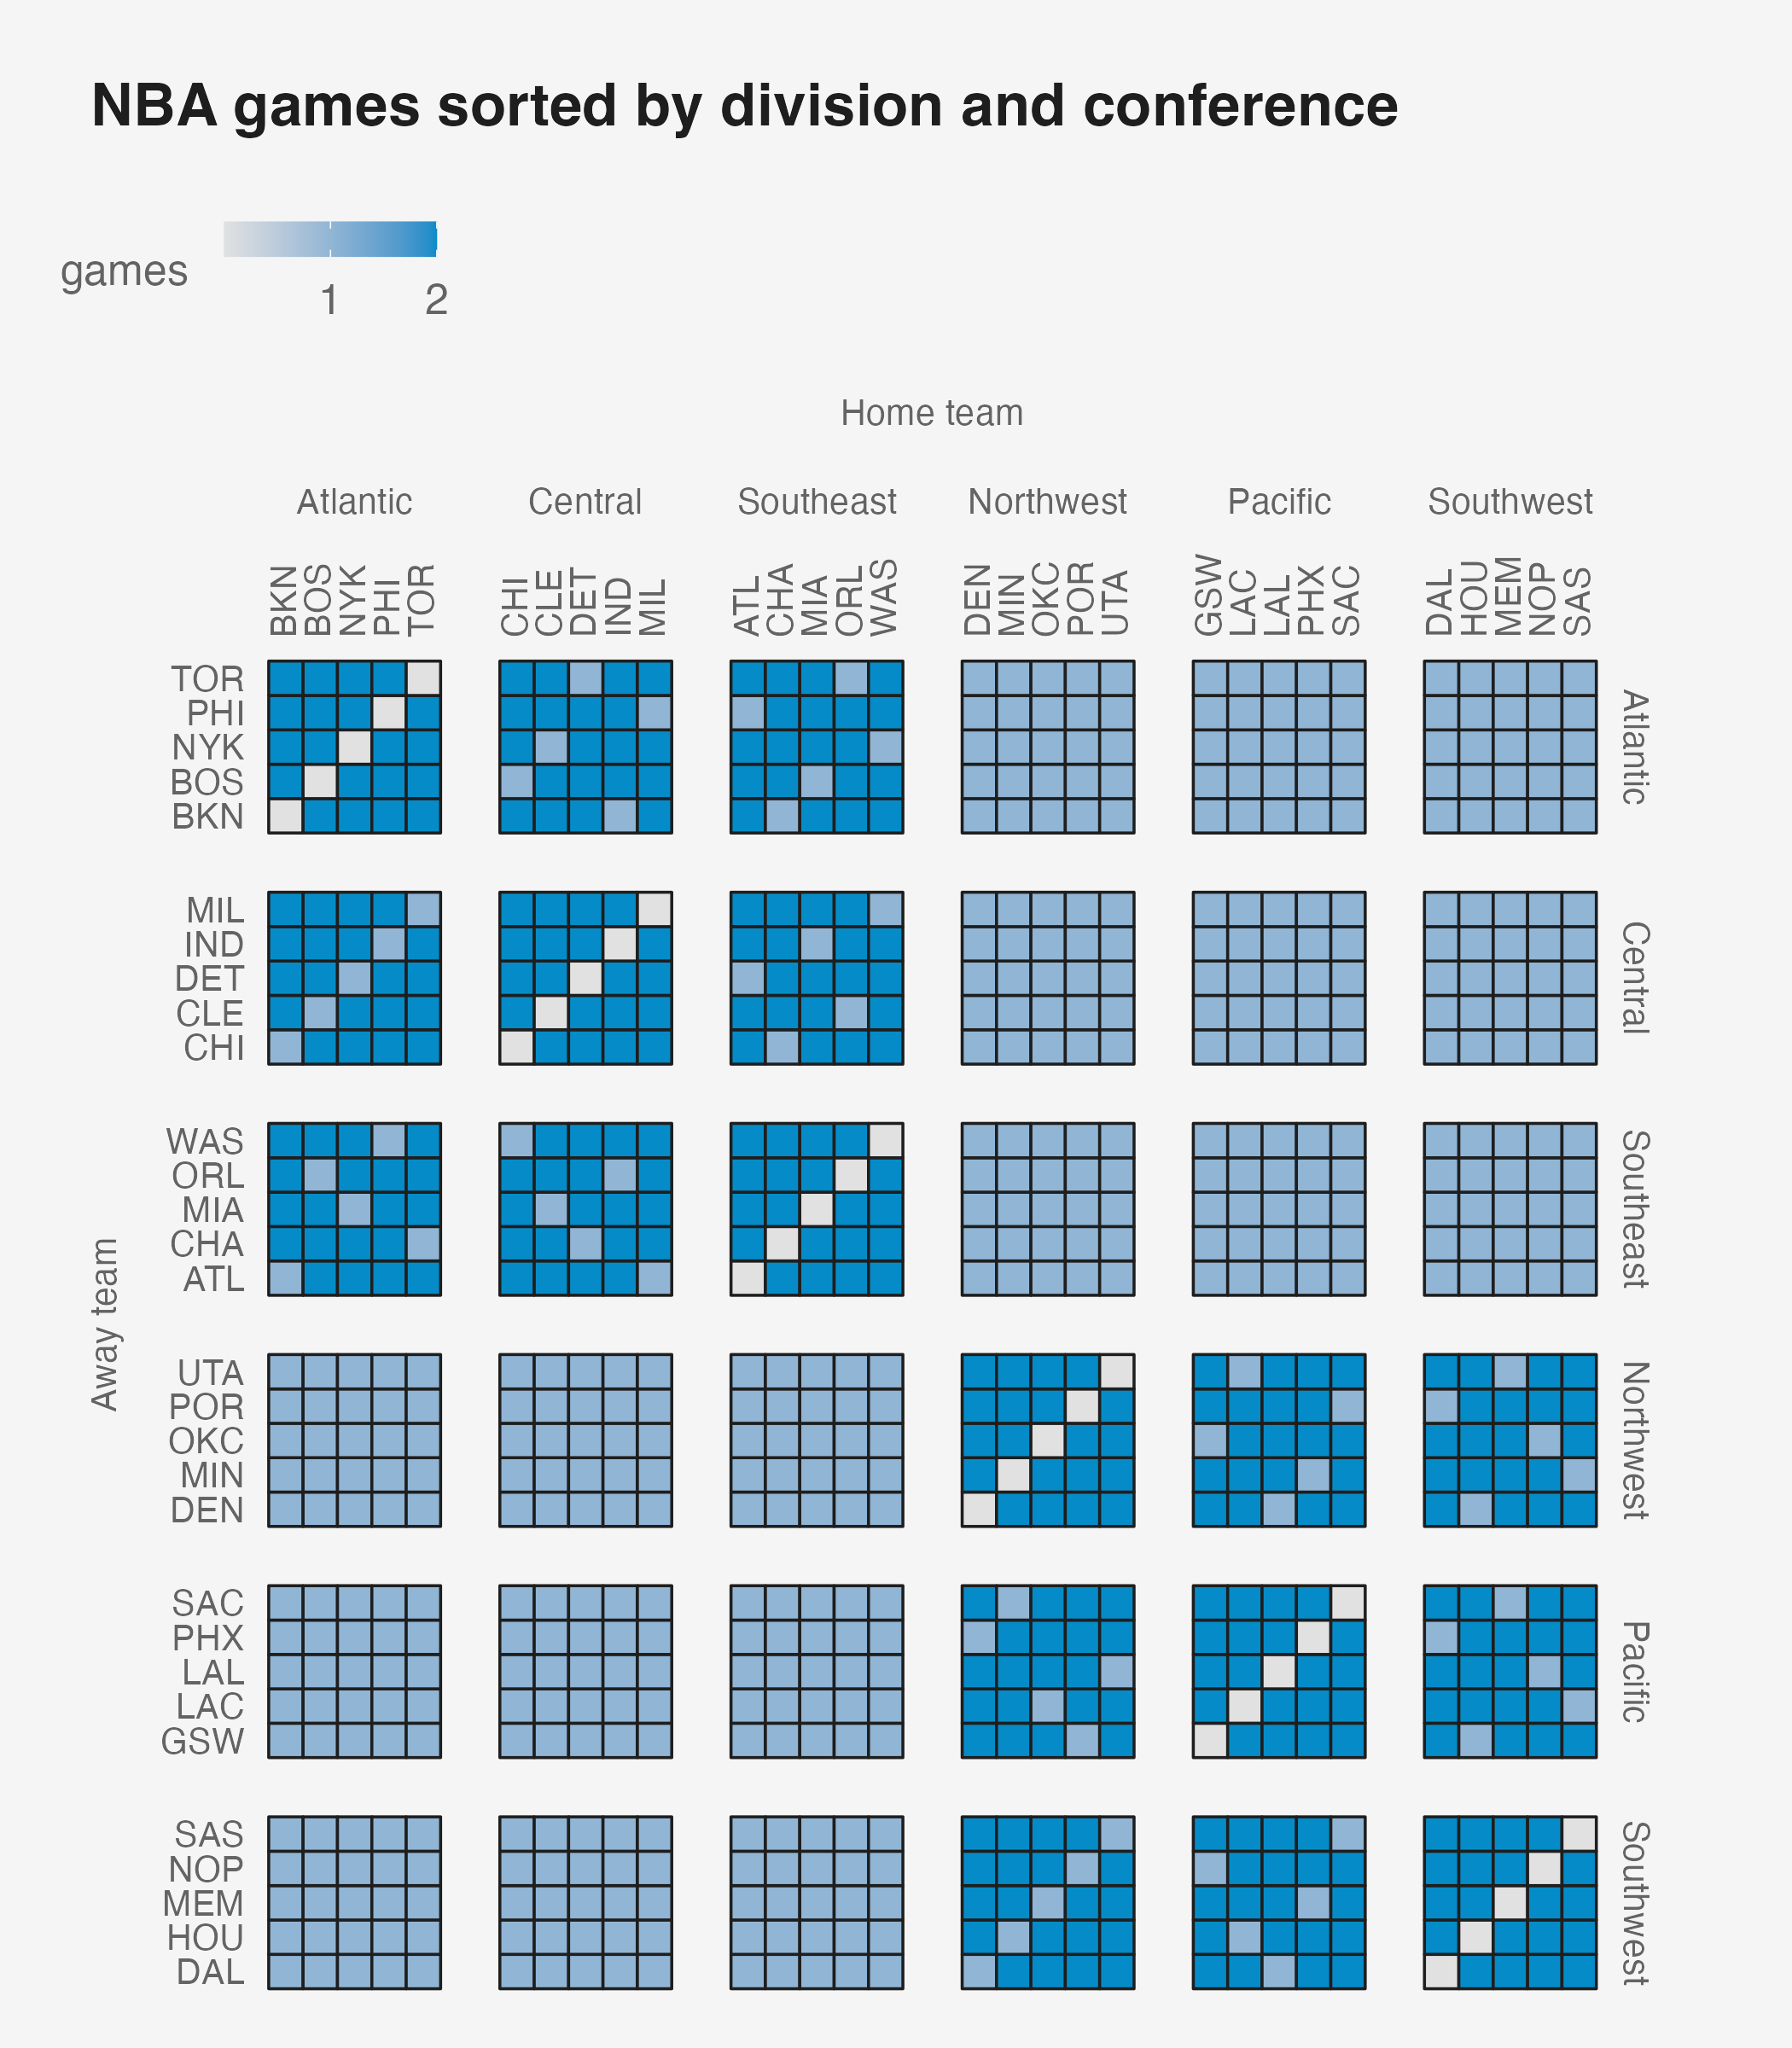 NBA games sorted by division and conference
games
1 2
Home team
Atlantic Central Southeast Northwest Pacific Southwest
BKN BOS NYK PHI TOR CHI CLE DET IND MIL ATL CHA MIA ORL WAS DEN MIN OKC POR UTA GSW LAC LAL PHX SAC DAL HOU MEM NOP SAS
TOR
PHI
NYK
BOS
BKN
Atlantic
MIL
IND
DET
CLE
CHI
Central
WAS
ORL
MIA
CHA
ATL
Southeast
Away team
UTA
POR
OKC
MIN
DEN
Northwest
SAC
PHX
LAL
LAC
GSW
Pacific
SAS
NOP
MEM
HOU
DAL
Southwest